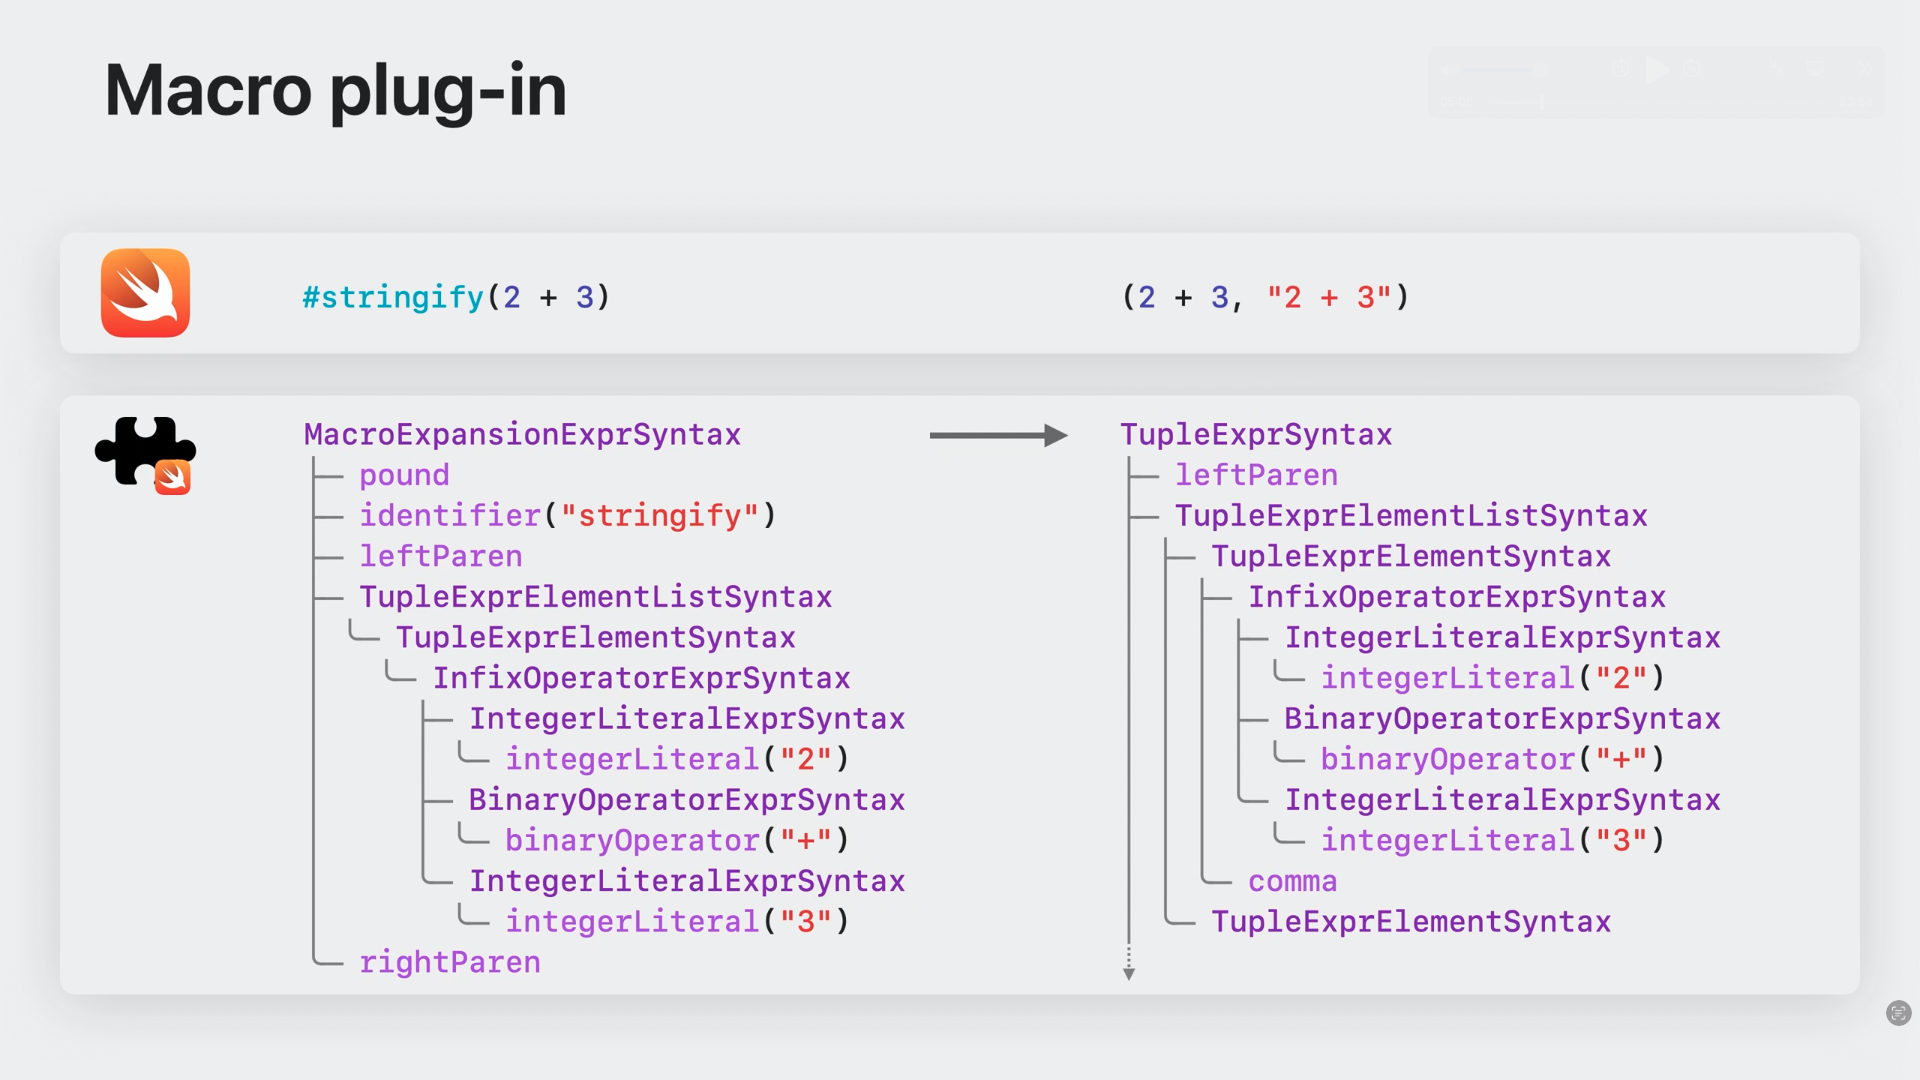 Macro plug-in
#stringify(2 + 3)
(2 + 3, "2 + 3")
MacroExpansionExprSyntax
pound
identifier("stringify")
leftParen
TupleExprElementListSyntax
TupleExprElementSyntax
InfixOperatorExprSyntax
IntegerLiteralExprSyntax
integerLiteral("2")
BinaryOperatorExprSyntax
binaryOperator("+")
IntegerLiteralExprSyntax
integerLiteral("3")
rightParen
TupleExprSyntax
leftParen
TupleExprElementListSyntax
TupleExprElementSyntax
InfixOperatorExprSyntax
IntegerLiteralExprSyntax
integerLiteral("2")
BinaryOperatorExprSyntax
binaryOperator("+")
IntegerLiteralExprSyntax
integerLiteral("3")
comma
TupleExprElementSyntax